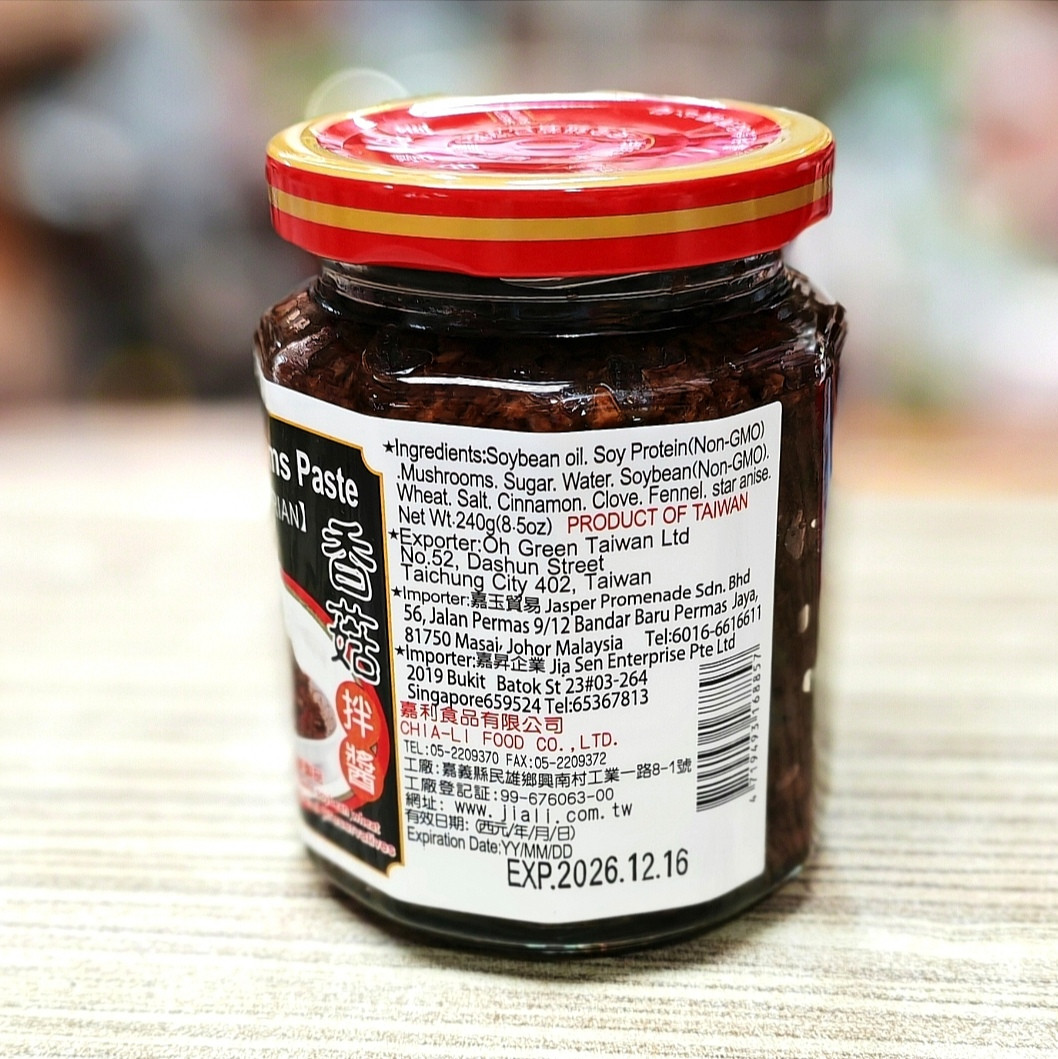 Paste
香菇
拌醬
★Ingredients:Soybean oil. Soy Protein(Non-GMO)
.Mushrooms. Sugar. Water. Soybean(Non-GMO).
Wheat. Salt. Cinnamon. Clove. Fennel. star anise.
Net Wt.240g(8.5oz) PRODUCT OF TAIWAN
★Exporter:Oh Green Taiwan Ltd
No.52, Dashun Street
Taichung City 402, Taiwan
★Importer:嘉玉貿易 Jasper Promenade Sdn. Bhd
56, Jalan Permas 9/12 Bandar Baru Permas Jaya,
81750 Masai, Johor Malaysia Tel:6016-6616611
★Importer:嘉昇企業 Jia Sen Enterprise Pte Ltd
2019 Bukit Batok St 23#03-264
Singapore659524 Tel:65367813
嘉利食品有限公司
CHIA-LI FOOD CO.,LTD.
TEL:05-2209370 FAX:05-2209372
工廠:嘉義縣民雄鄉興南村工業一路8-1號
工廠登記証:99-676063-00
網址: www.jiali.com.tw
有效日期: (西元/年/月/日)
Expiration Date:YY/MM/DD
EXP.2026.12.16
4719493168857